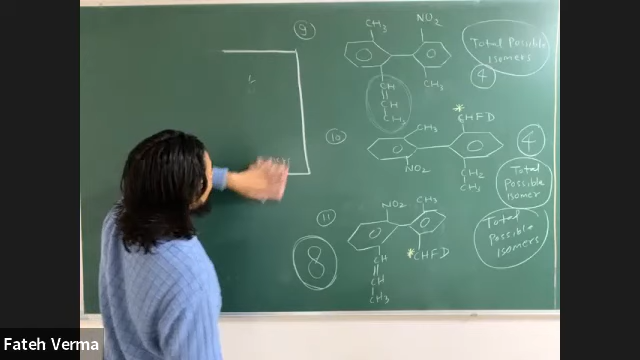 9
CH3
NO2
CH
CH
CH3
CH3
Total Possible
Isomers
4
10
CH3
NO2
*
CHFD
CH2
CH3
4
Total
Possible
Isomer
11
NO2
CH3
CH
CH
CH3
*CHFD
8
Total
Possible
Isomers
Fateh Verma